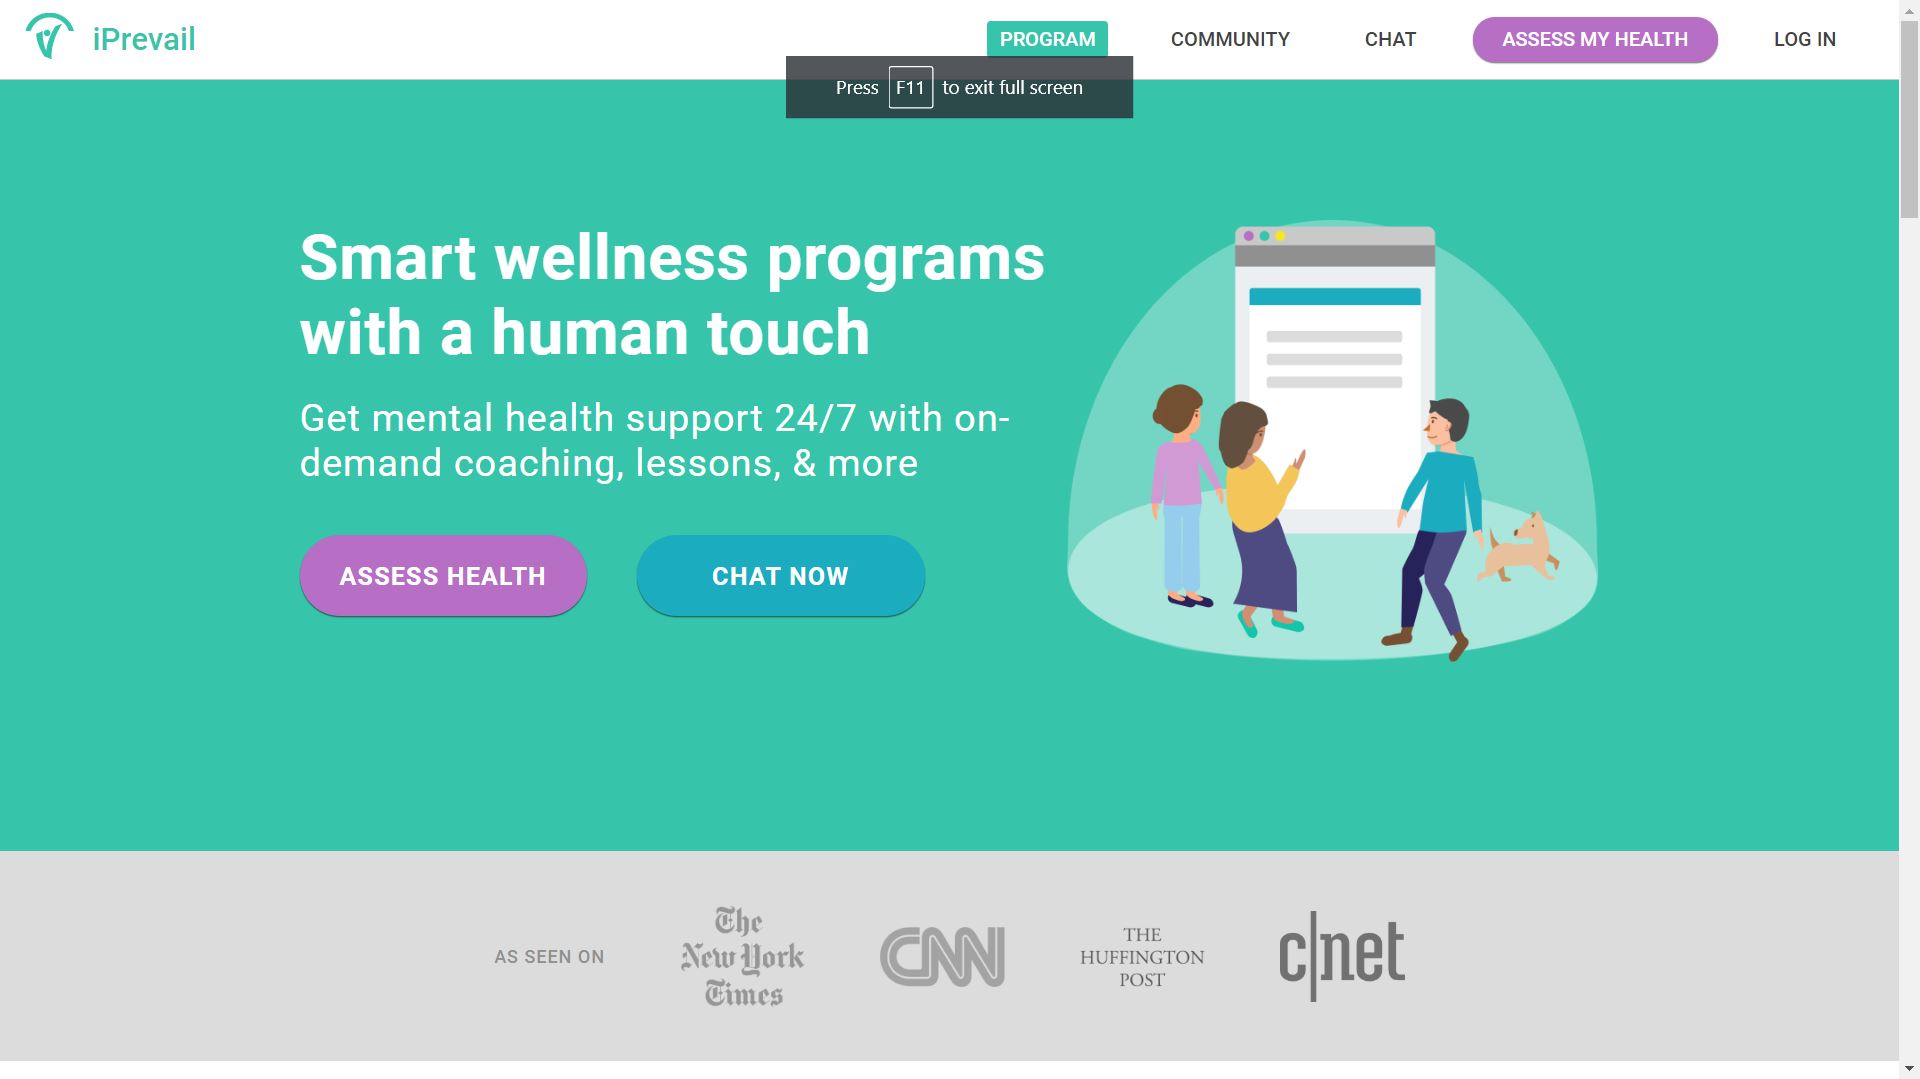 iPrevail
PROGRAM
COMMUNITY
CHAT
ASSESS MY HEALTH
LOG IN
Press F11 to exit full screen
Smart wellness programs
with a human touch
Get mental health support 24/7 with on-
demand coaching, lessons, & more
ASSESS HEALTH
CHAT NOW
AS SEEN ON
The
New York
Times
CNN
THE
HUFFINGTON
POST
c|net